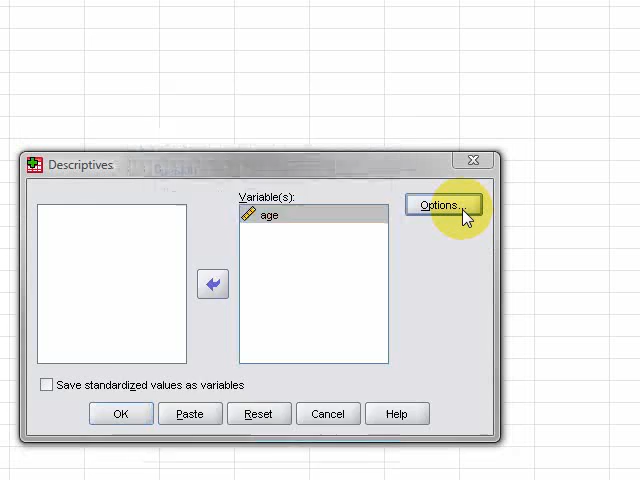 Descriptives
Variable(s):
age
Options...
Save standardized values as variables
OK
Paste
Reset
Cancel
Help